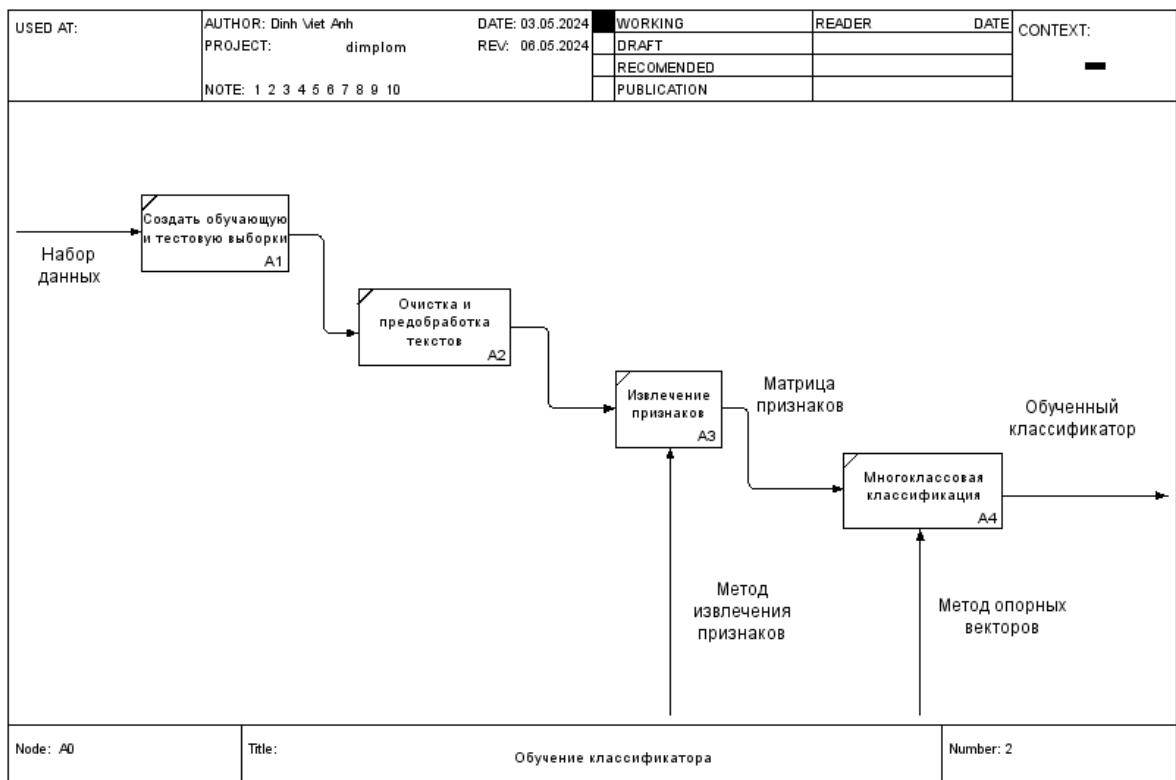 USED AT:
AUTHOR: Dinh Viet Anh
DATE: 03.05.2024
PROJECT: dimplom
REV: 06.05.2024
NOTE: 1 2 3 4 5 6 7 8 9 10
WORKING
DRAFT
RECOMENDED
PUBLICATION
READER
DATE
CONTEXT:
Набор
данных
Создать обучающую
и тестовую выборки
A1
Очистка и
предобработка
текстов
A2
Извлечение
признаков
A3
Матрица
признаков
Многоклассовая
классификация
A4
Обученный
классификатор
Метод
извлечения
признаков
Метод опорных
векторов
Node: A0
Title:
Обучение классификатора
Number: 2